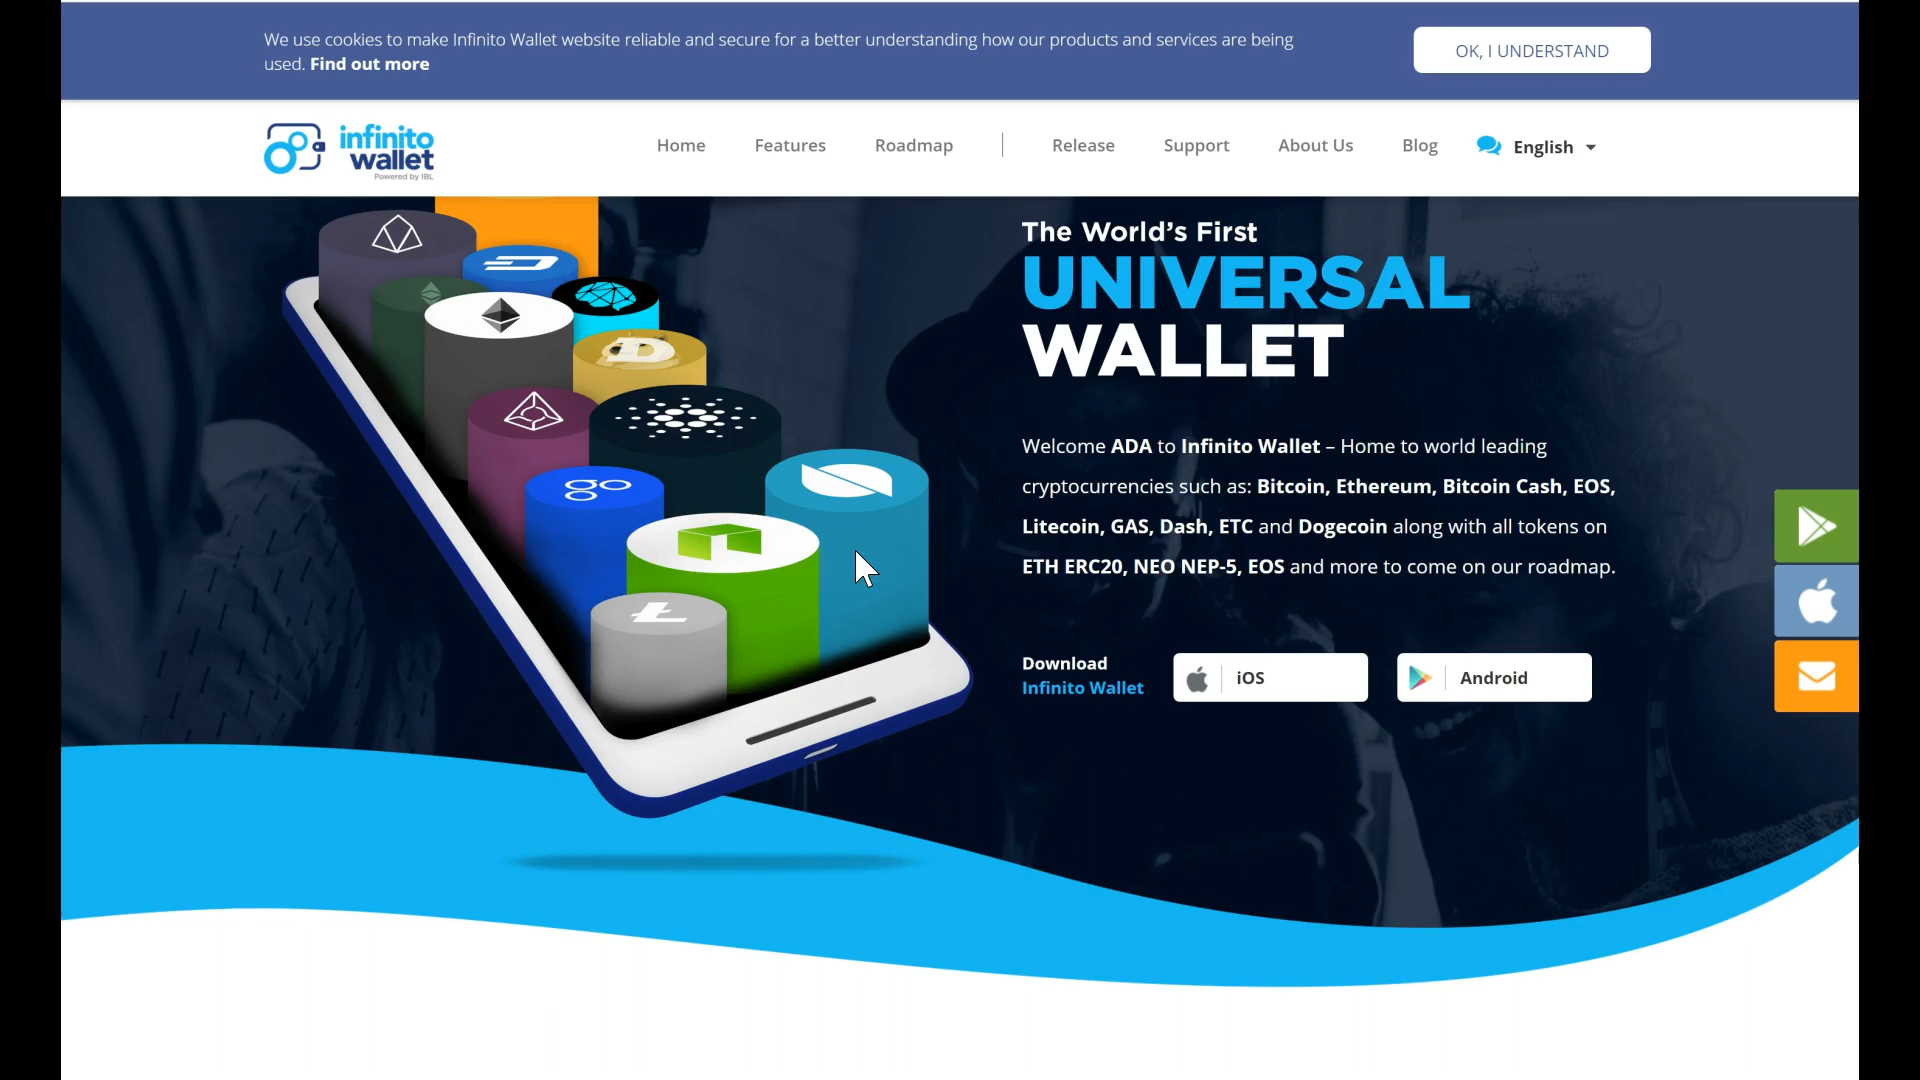 We use cookies to make Infinito Wallet website reliable and secure for a better understanding how our products and services are being
used. Find out more
OK, I UNDERSTAND
infinito
wallet
Powered by IBL
Home
Features
Roadmap
Release
Support
About Us
Blog
English
The World's First
UNIVERSAL
WALLET
Welcome ADA to Infinito Wallet – Home to world leading
cryptocurrencies such as: Bitcoin, Ethereum, Bitcoin Cash, EOS,
Litecoin, GAS, Dash, ETC and Dogecoin along with all tokens on
ETH ERC20, NEO NEP-5, EOS and more to come on our roadmap.
Download
Infinito Wallet
iOS
Android